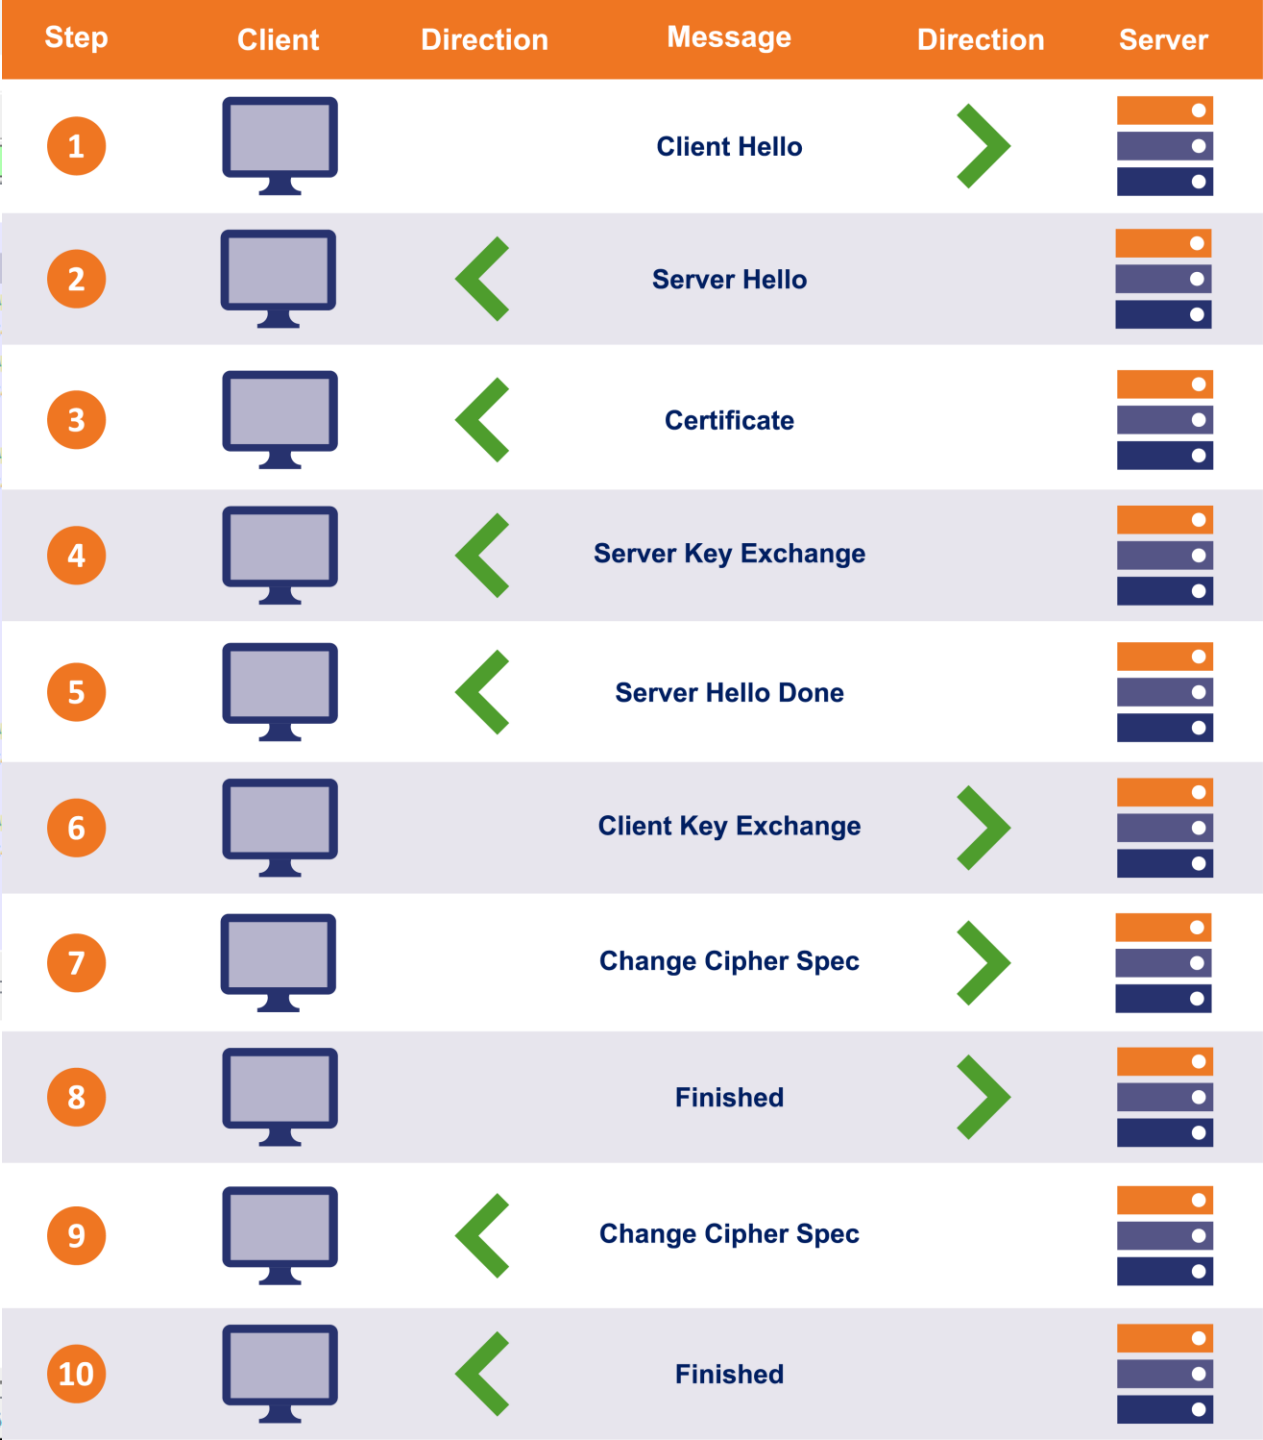 Step Client Direction Message Direction Server
1 Client Hello
2 Server Hello
3 Certificate
4 Server Key Exchange
5 Server Hello Done
6 Client Key Exchange
7 Change Cipher Spec
8 Finished
9 Change Cipher Spec
10 Finished